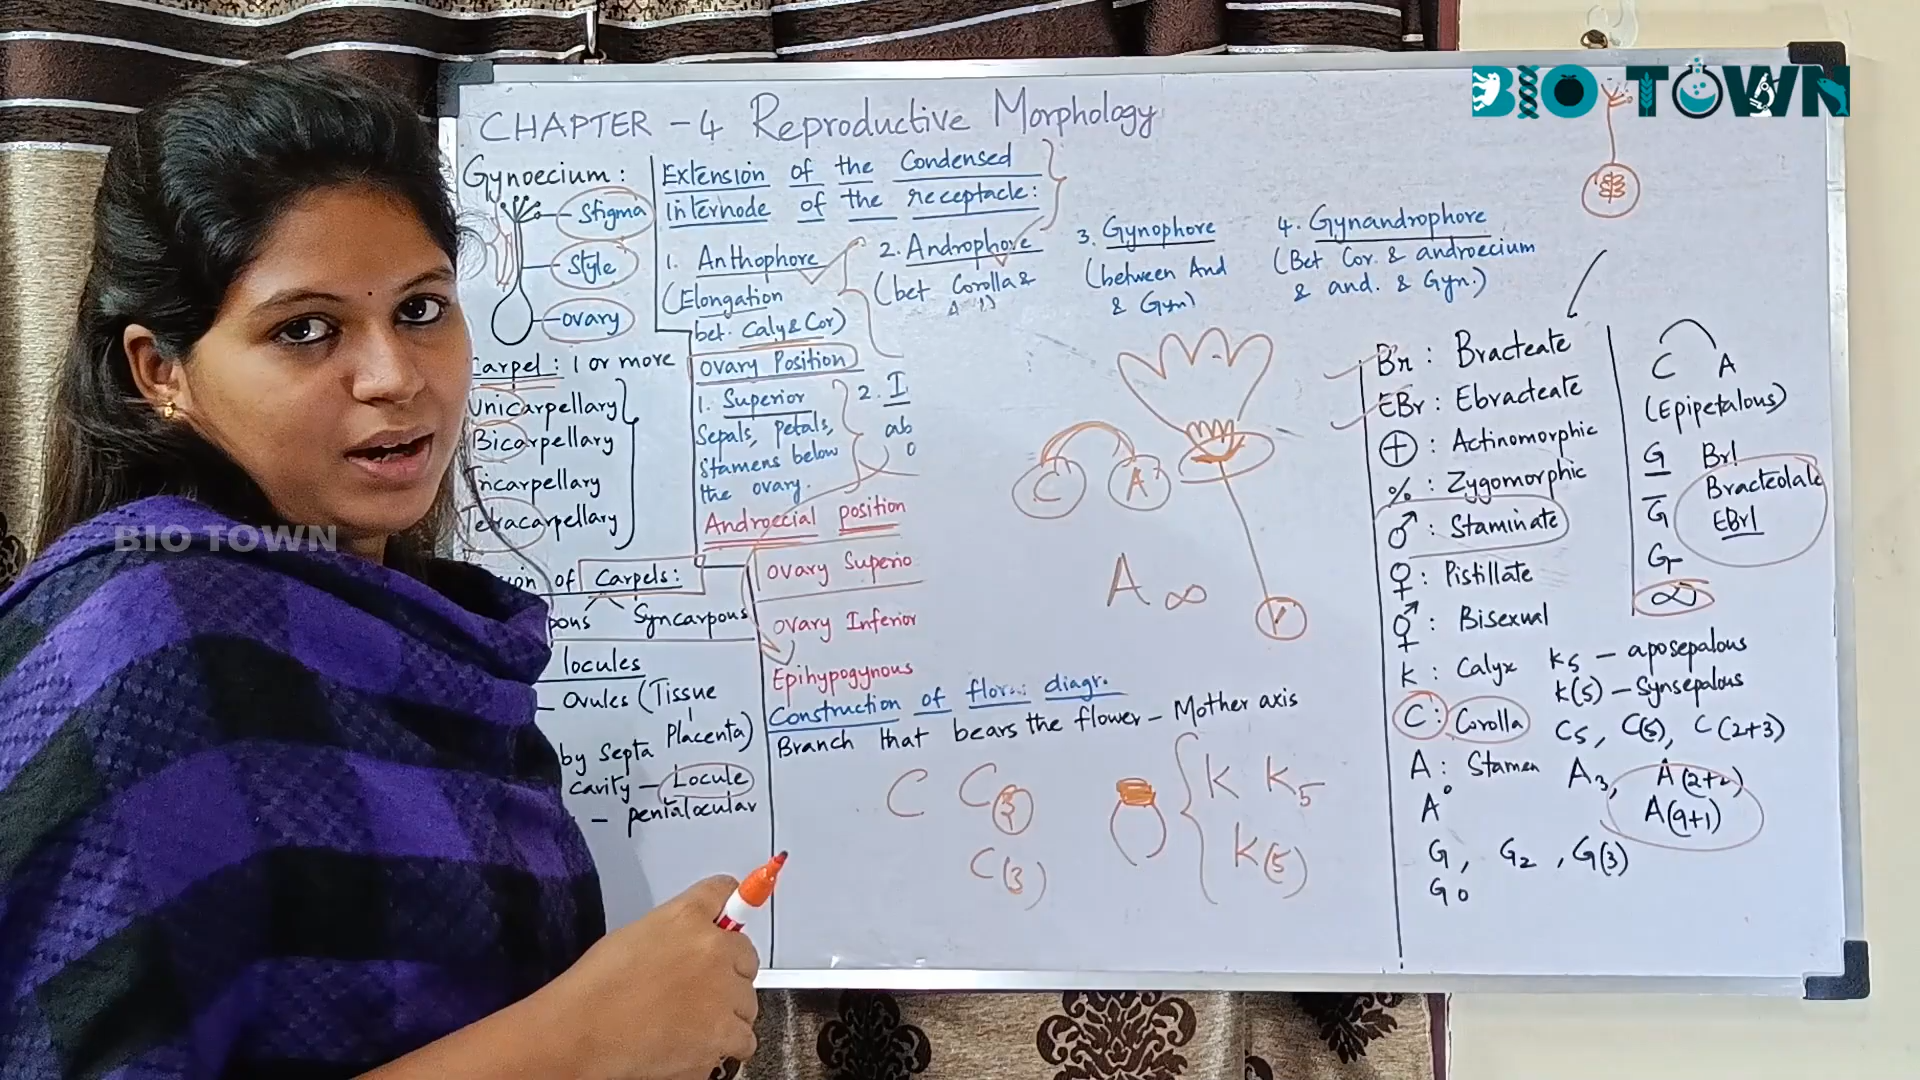 BIO TOWN
CHAPTER - 4 Reproductive Morphology
Gynoecium :
Stigma
Style
ovary
Carpel : 1 or more
Unicarpellary
Bicarpellary
Tricarpellary
Tetracarpellary
BIO TOWN
of Carpels:
Syncarpous
locules
Ovules (Tissue
Placenta)
by Septa
cavity - Locule
- pentalocular
Extension of the Condensed
internode of the receptacle:
1. Anthophore
(Elongation
bet. Caly & Cor)
2. Androphore
(bet Corolla &
3. Gynophore
(between And
& Gyn)
4. Gynandrophore
(Bet Cor. & androecium
& and. & Gyn.)
Ovary Position
1. Superior
Sepals, petals,
Stamens below
the ovary.
2. I
ab
o
Androecial position
Ovary Superio
Ovary Inferior
Epihypogynous
Construction of diagr.
Branch that bears the flower - Mother axis
C A
A ∞
C C3
C(3)
K K5
K(5)
Br : Bracteate
EBr : Ebracteate
⊕ : Actinomorphic
% : Zygomorphic
♂ : Staminate
♀ : Pistillate
⚥ : Bisexual
K : Calyx K5 - aposepalous
K(5) - Synsepalous
C : Corolla C5, C(5), C(2+3)
A : Stamen A3,
A° A(9+1)
G, G2, G(3)
G0
C A
(Epipetalous)
G Brl
Bracteolate
G EBrl
G
∞